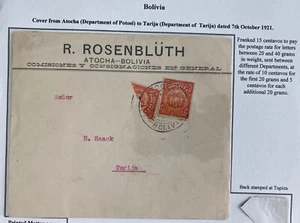 Bolivia
Cover from Atocha (Department of Potosi) to Tarija (Department of Tarija) dated 7th October 1921.
R. ROSENBLÜTH
ATOCHA-BOLIVIA
COMISIONES Y CONSIGNACIONES EN GENERAL
Señor
H. Haack
Tarija.
BOLIVIA
Franked 15 centavos to pay
the postage rate for letters
between 20 and 40 grams
in weight, sent between
different Departments, at
the rate of 10 centavos for
the first 20 grams and 5
centavos for each
additional 20 grams.
Back stamped at Tupiza